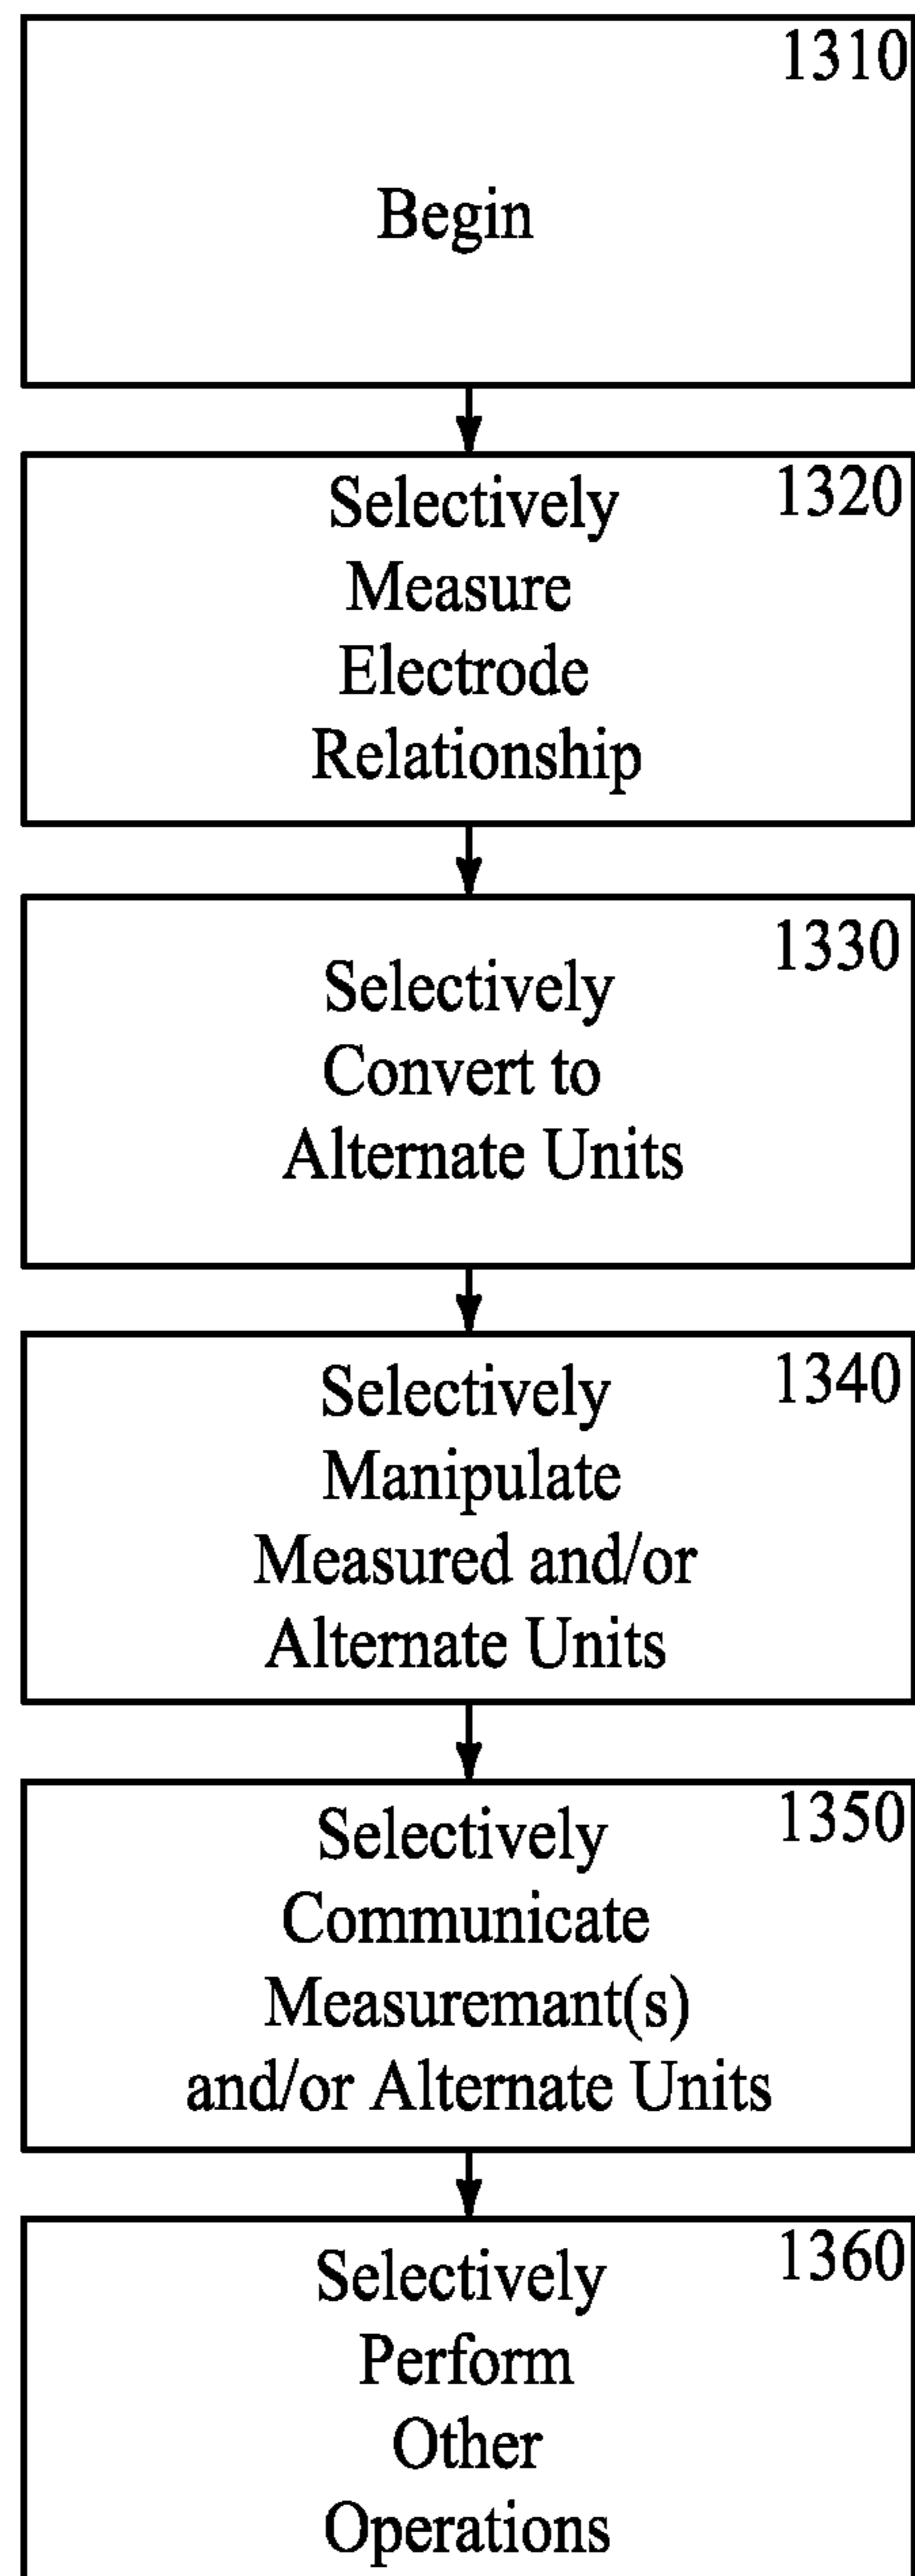 1310
Begin
1320
Selectively
Measure
Electrode
Relationship
1330
Selectively
Convert to
Alternate Units
1340
Selectively
Manipulate
Measured and/or
Alternate Units
1350
Selectively
Communicate
Measuremant(s)
and/or Alternate Units
1360
Selectively
Perform
Other
Operations